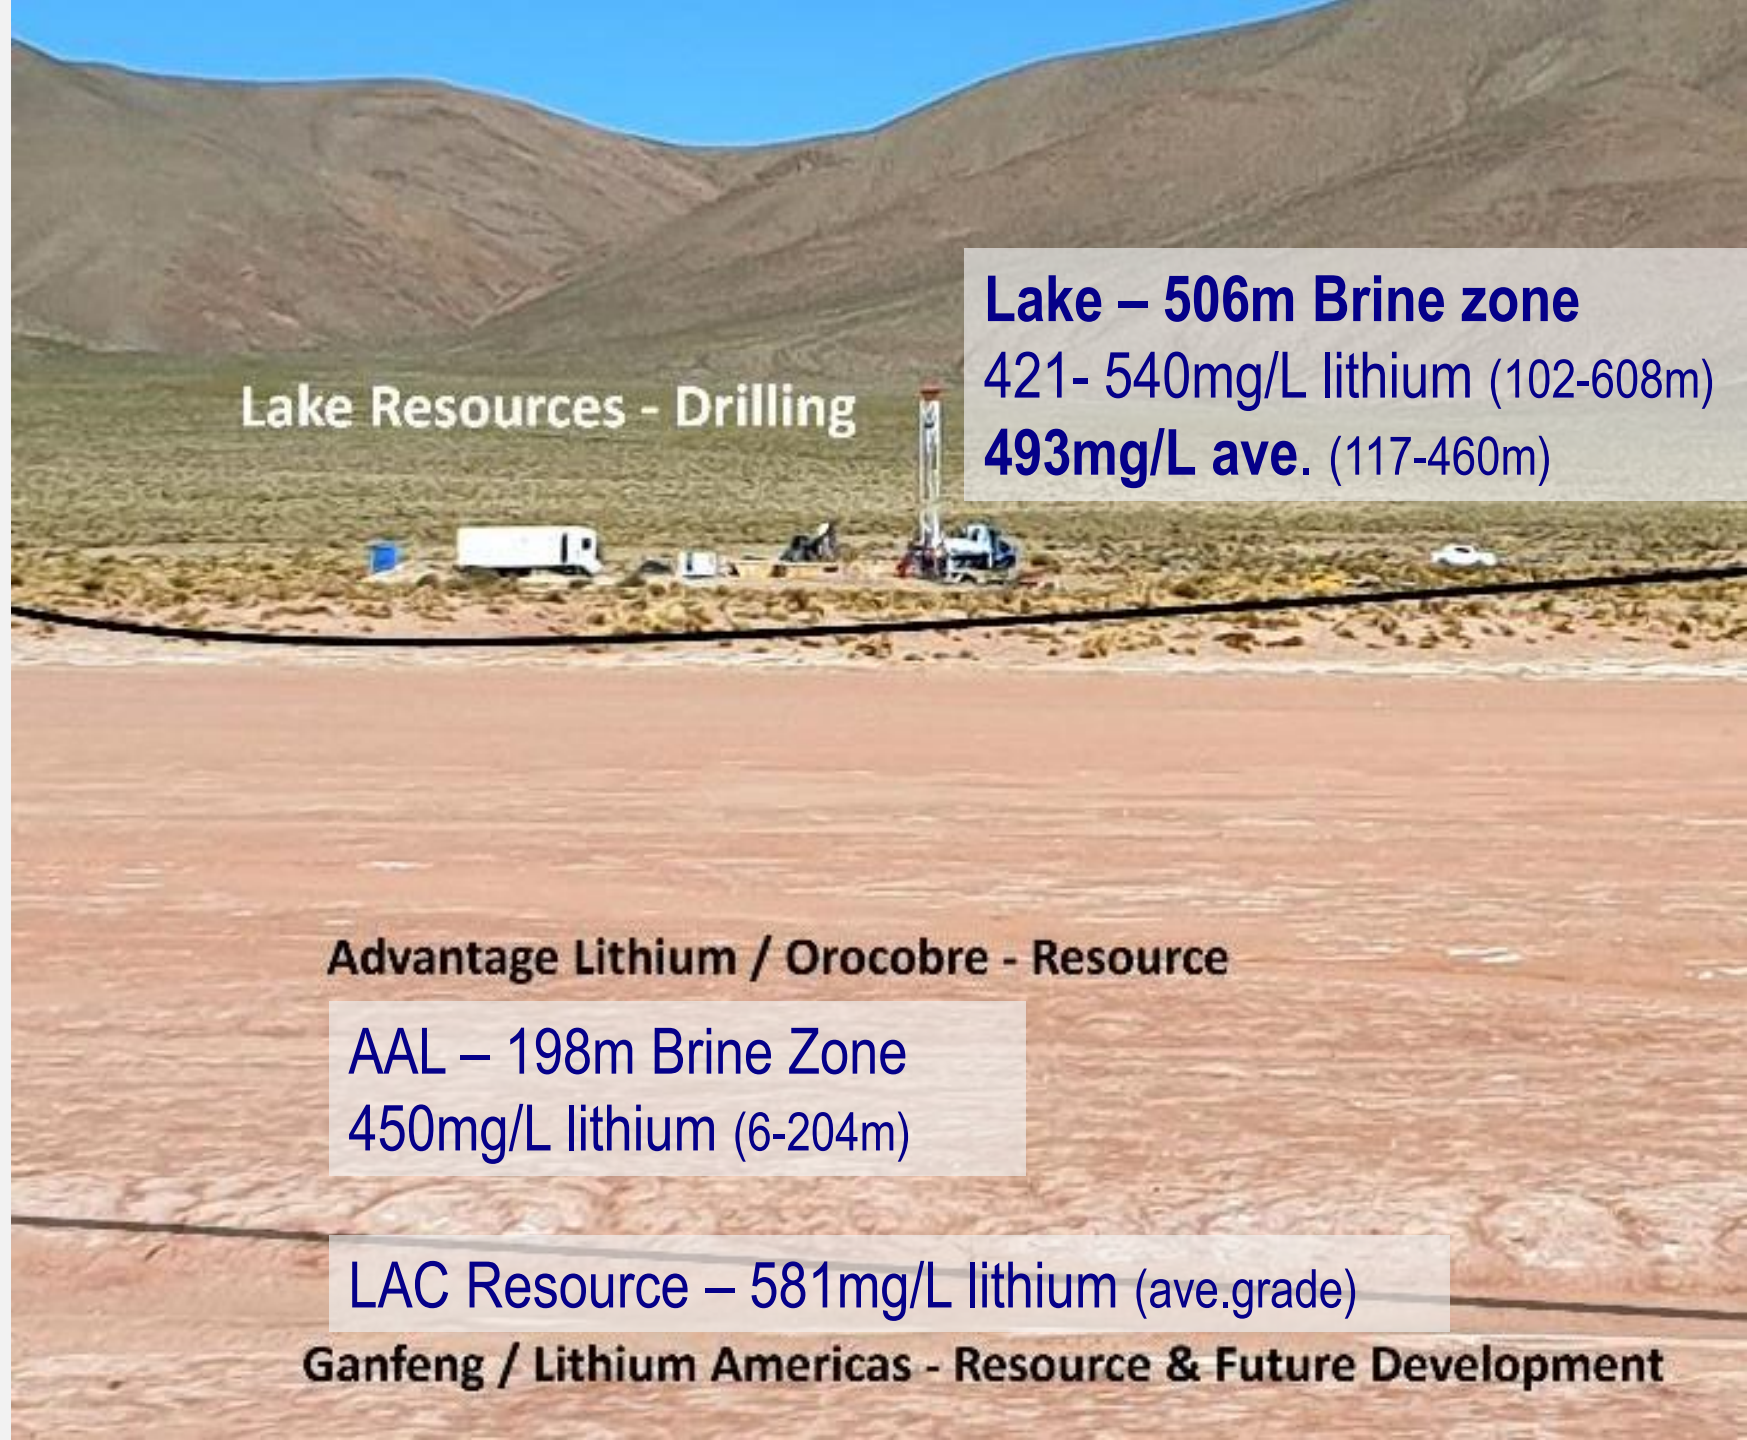 Lake – 506m Brine zone
421- 540mg/L lithium (102-608m)
493mg/L ave. (117-460m)
Lake Resources - Drilling
Advantage Lithium / Orocobre - Resource
AAL – 198m Brine Zone
450mg/L lithium (6-204m)
LAC Resource – 581mg/L lithium (ave.grade)
Ganfeng / Lithium Americas - Resource & Future Development